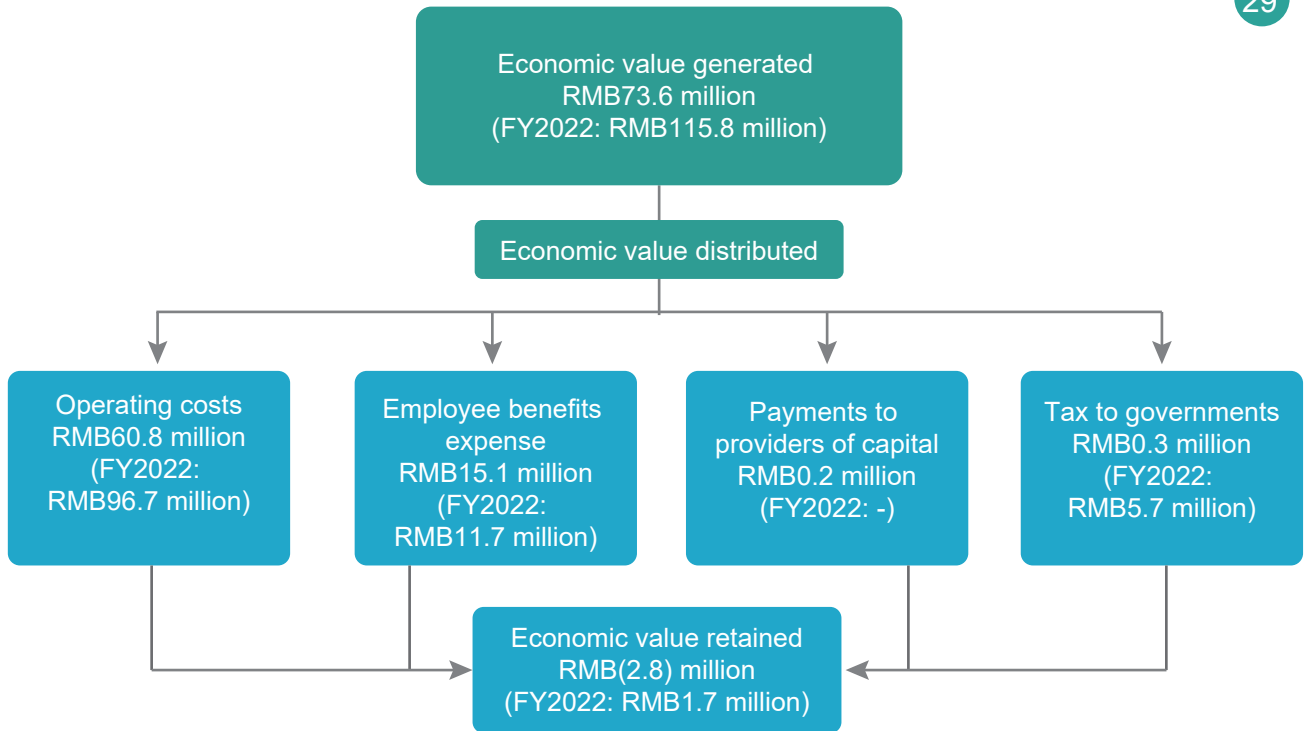 29
Economic value generated
RMB73.6 million
(FY2022: RMB115.8 million)
Economic value distributed
Operating costs
RMB60.8 million
(FY2022:
RMB96.7 million)
Employee benefits
expense
RMB15.1 million
(FY2022:
RMB11.7 million)
Payments to
providers of capital
RMB0.2 million
(FY2022: -)
Tax to governments
RMB0.3 million
(FY2022:
RMB5.7 million)
Economic value retained
RMB(2.8) million
(FY2022: RMB1.7 million)